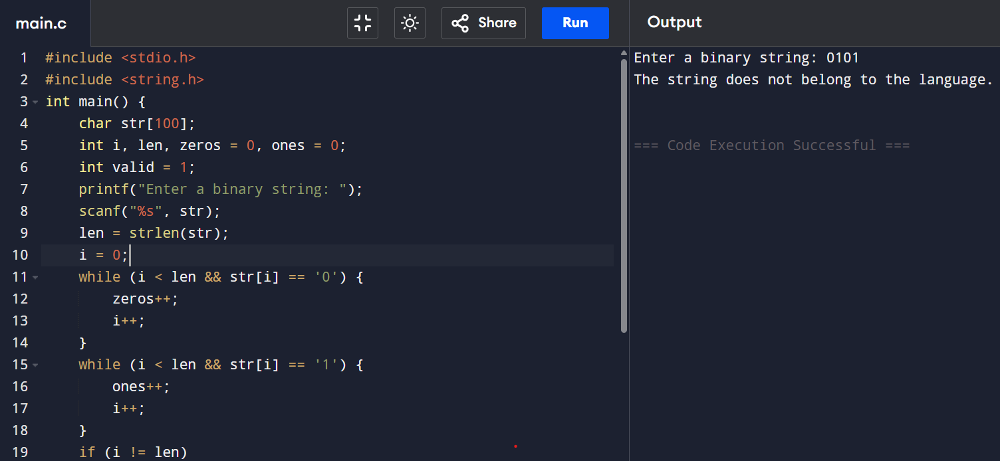 main.c
Share
Run
Output
1 #include <stdio.h>
2 #include <string.h>
3 int main() {
4     char str[100];
5     int i, len, zeros = 0, ones = 0;
6     int valid = 1;
7     printf("Enter a binary string: ");
8     scanf("%s", str);
9     len = strlen(str);
10     i = 0;
11     while (i < len && str[i] == '0') {
12         zeros++;
13         i++;
14     }
15     while (i < len && str[i] == '1') {
16         ones++;
17         i++;
18     }
19     if (i != len)
Enter a binary string: 0101
The string does not belong to the language.
=== Code Execution Successful ===